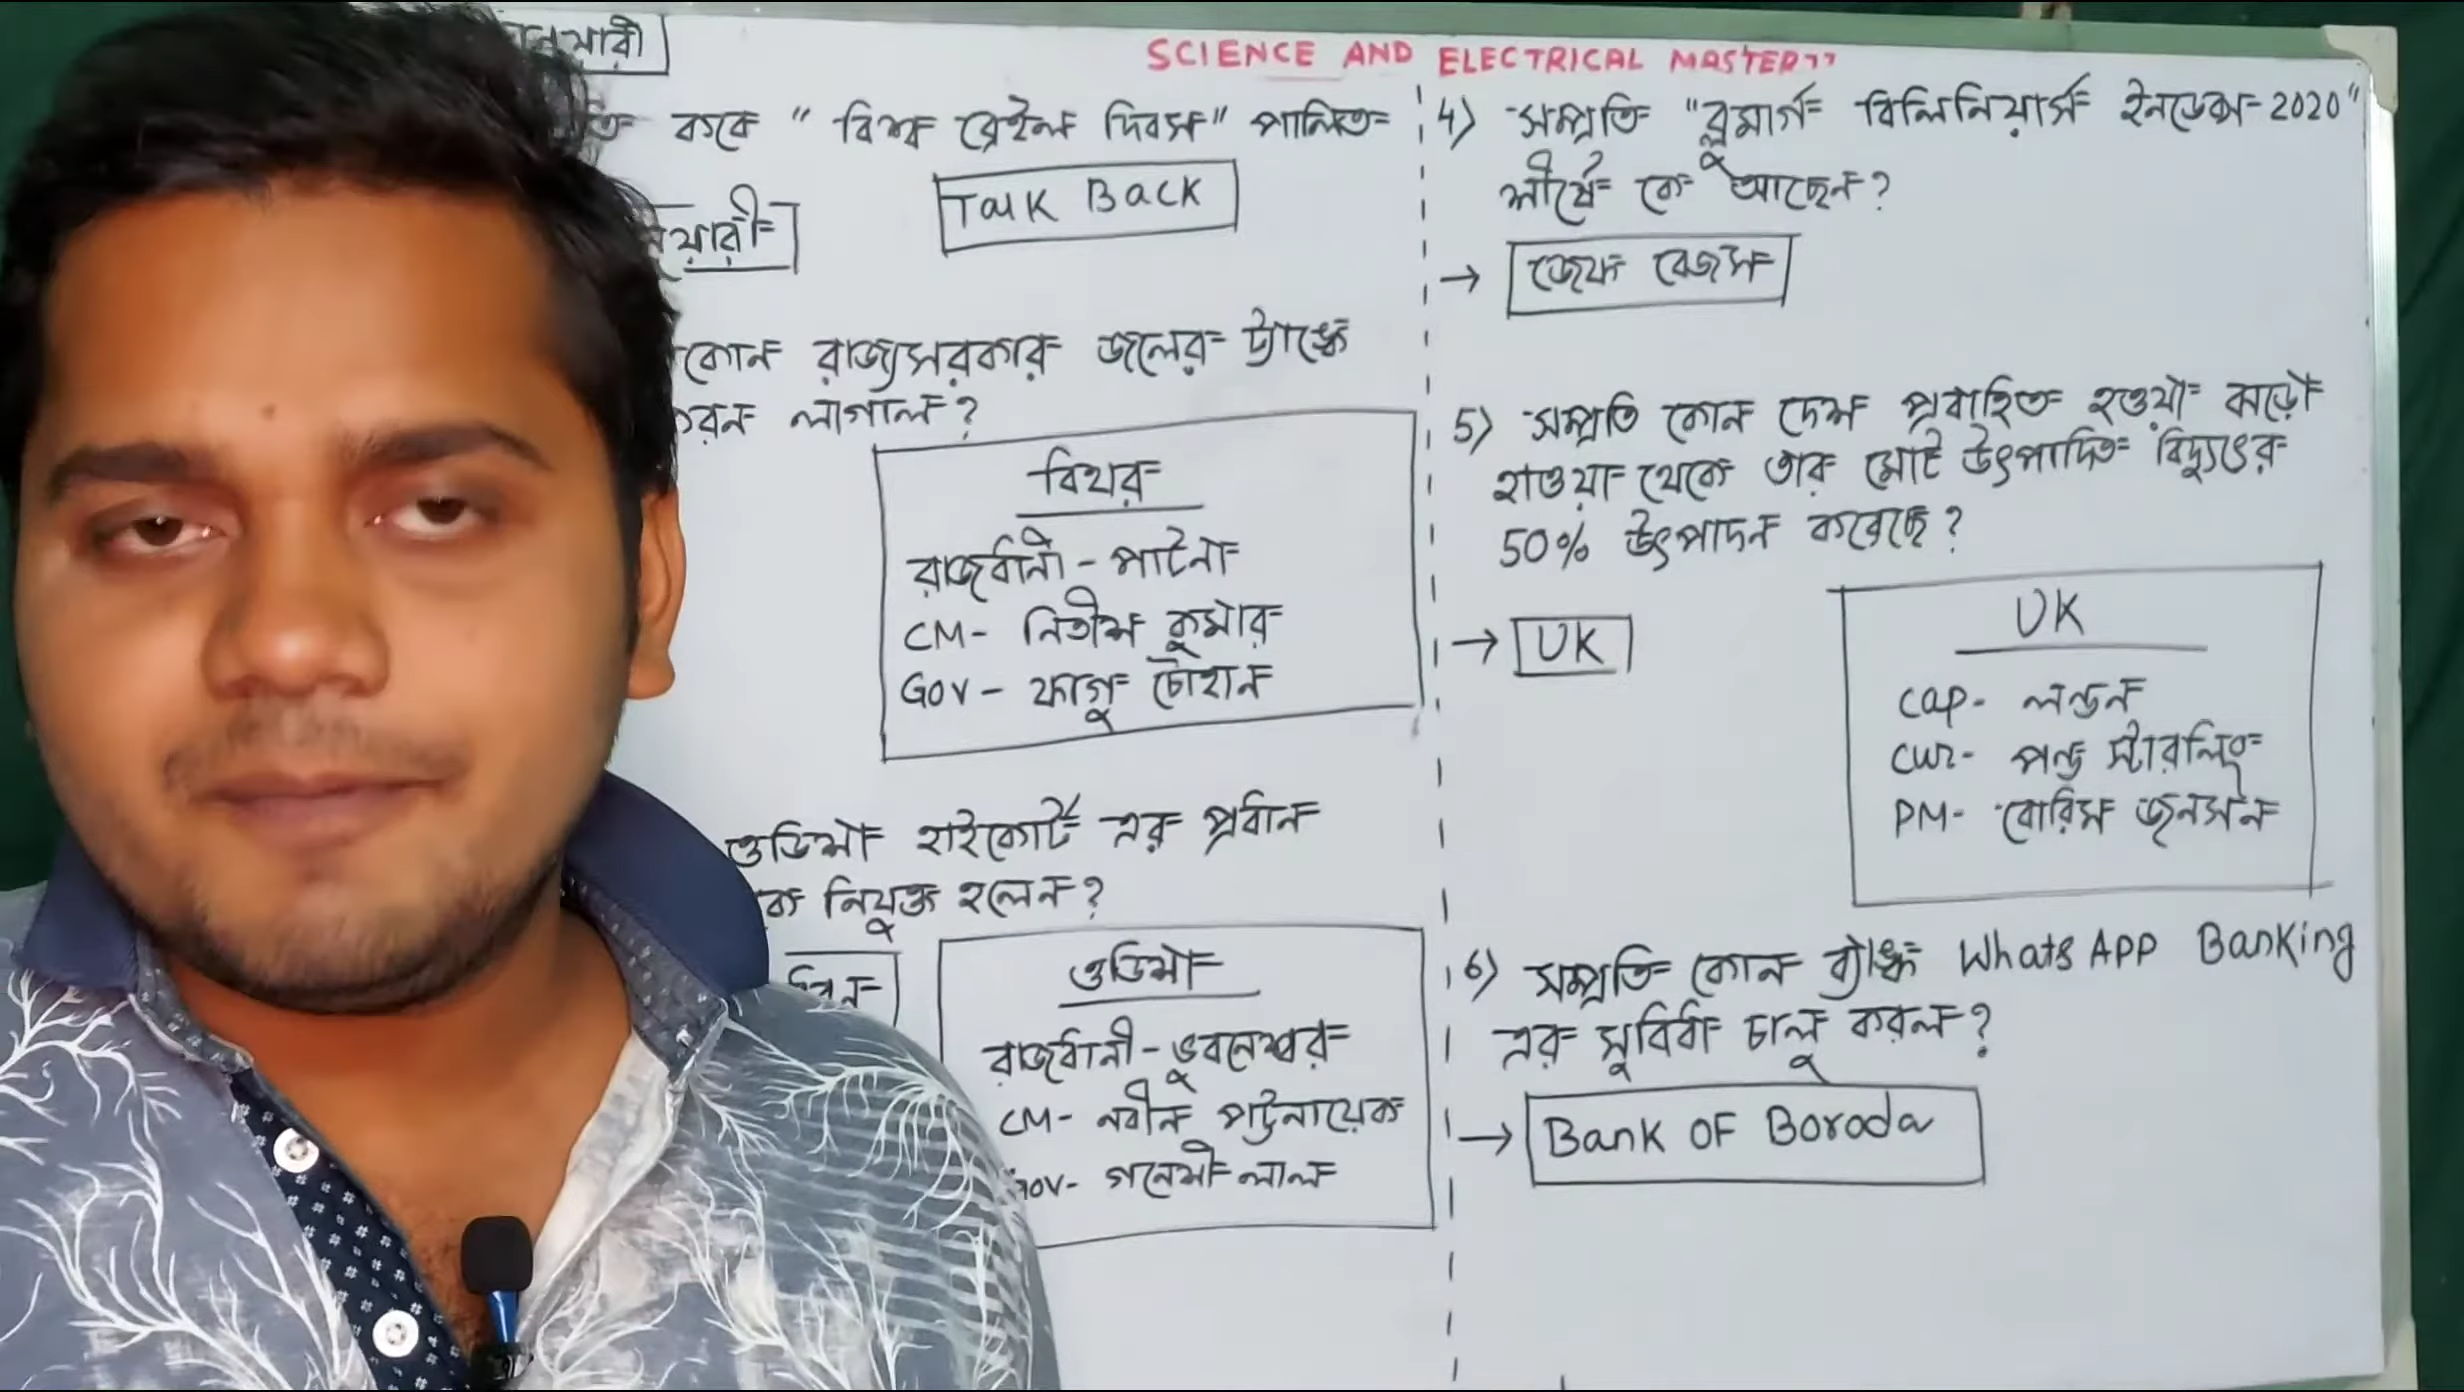 SCIENCE AND ELECTRICAL MASTER"
কবে "বিশ্ব ব্রেইল দিবস" পালিত
Talk Back
কোন রাজ্যসরকার জলের ট্যাঙ্কে
লাগাল?
বিহার
রাজধানী - পাটনা
CM - নিতীশ কুমার
Gov - ফাগু চৌহান
ওডিশা হাইকোর্ট এর প্রধান
নিযুক্ত হলেন?
ওডিশা
রাজধানী - ভুবনেশ্বর
CM - নবীন পট্টনায়েক
Gov - গনেশী লাল
4) সম্প্রতি "ব্লুমার্গ বিলিনিয়ার্স ইনডেক্স-2020"
শীর্ষে কে আছেন?
→ জেফ বেজস
5) সম্প্রতি কোন দেশ প্রবাহিত হওয়া ঝড়ো
হাওয়া থেকে তার মোট উৎপাদিত বিদ্যুতের
50% উৎপাদন করেছে?
→ UK
UK
Cap - লন্ডন
Cur - পন্ড স্টারলিং
PM - বোরিস জনসন
6) সম্প্রতি কোন ব্যাঙ্ক WhatsAPP Banking
এর সুবিধা চালু করল?
→ Bank OF Boroda